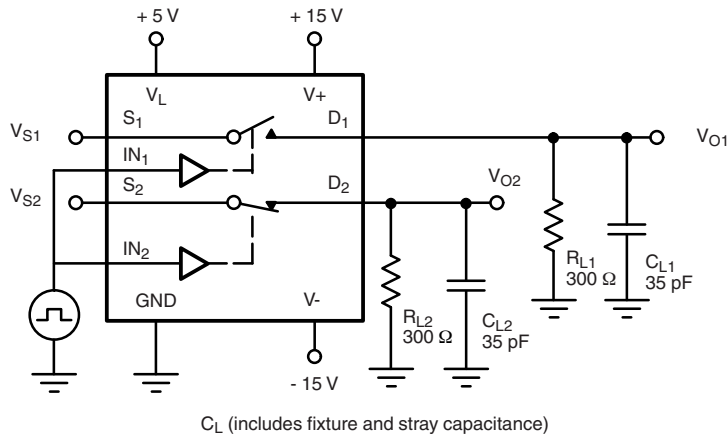 + 5 V
+ 15 V
V_L
V+
V_S1
S_1
D_1
V_O1
IN_1
V_S2
S_2
D_2
V_O2
IN_2
R_L1
300 Ω
C_L1
35 pF
GND
V-
R_L2
300 Ω
C_L2
35 pF
- 15 V
C_L (includes fixture and stray capacitance)